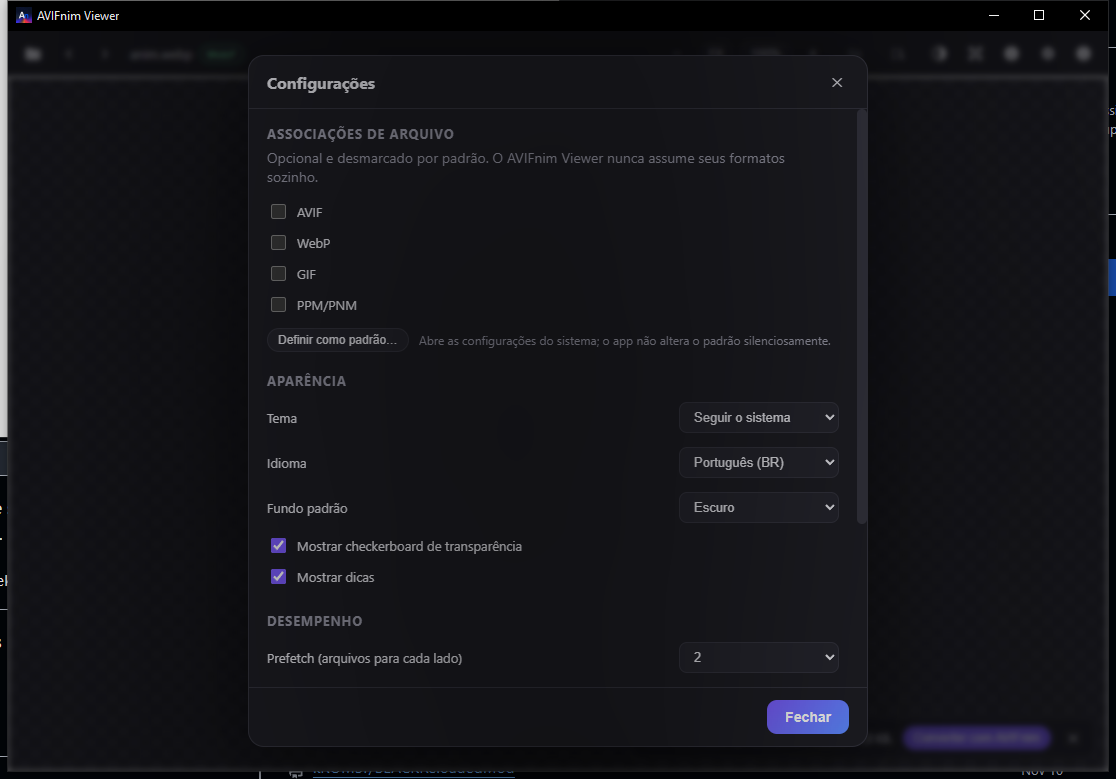 AVIFnim Viewer
Configurações
ASSOCIAÇÕES DE ARQUIVO
Opcional e desmarcado por padrão. O AVIFnim Viewer nunca assume seus formatos
sozinho.
AVIF
WebP
GIF
PPM/PNM
Definir como padrão... Abre as configurações do sistema; o app não altera o padrão silenciosamente.
APARÊNCIA
Tema Seguir o sistema
Idioma Português (BR)
Fundo padrão Escuro
Mostrar checkerboard de transparência
Mostrar dicas
DESEMPENHO
Prefetch (arquivos para cada lado) 2
Fechar